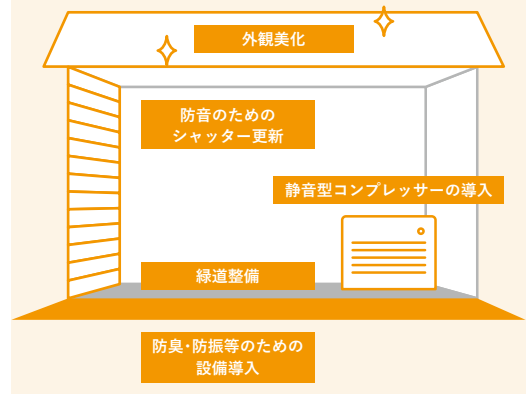 外観美化
防音のための
シャッター更新
静音型コンプレッサーの導入
緑道整備
防臭・防振等のための
設備導入